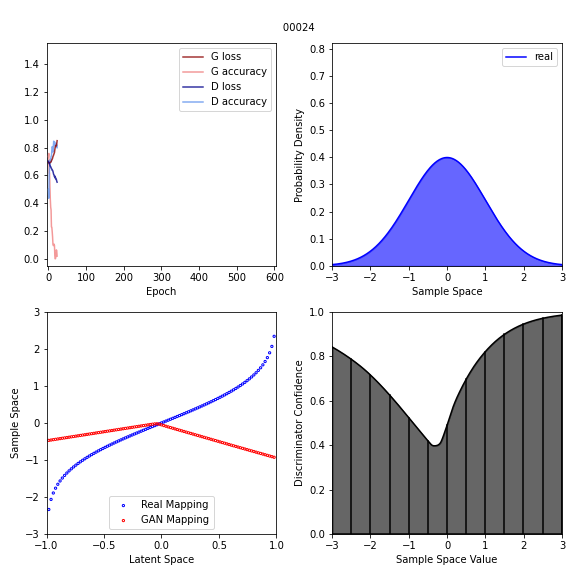 00024
1.4
1.2
1.0
0.8
0.6
0.4
0.2
0.0
0 100 200 300 400 500 600
Epoch
G loss
G accuracy
D loss
D accuracy
Probability Density
0.8
0.7
0.6
0.5
0.4
0.3
0.2
0.1
0.0
−3 −2 −1 0 1 2 3
Sample Space
real
Sample Space
3
2
1
0
−1
−2
−3
−1.0 −0.5 0.0 0.5 1.0
Latent Space
Real Mapping
GAN Mapping
Discriminator Confidence
1.0
0.8
0.6
0.4
0.2
0.0
−3 −2 −1 0 1 2 3
Sample Space Value